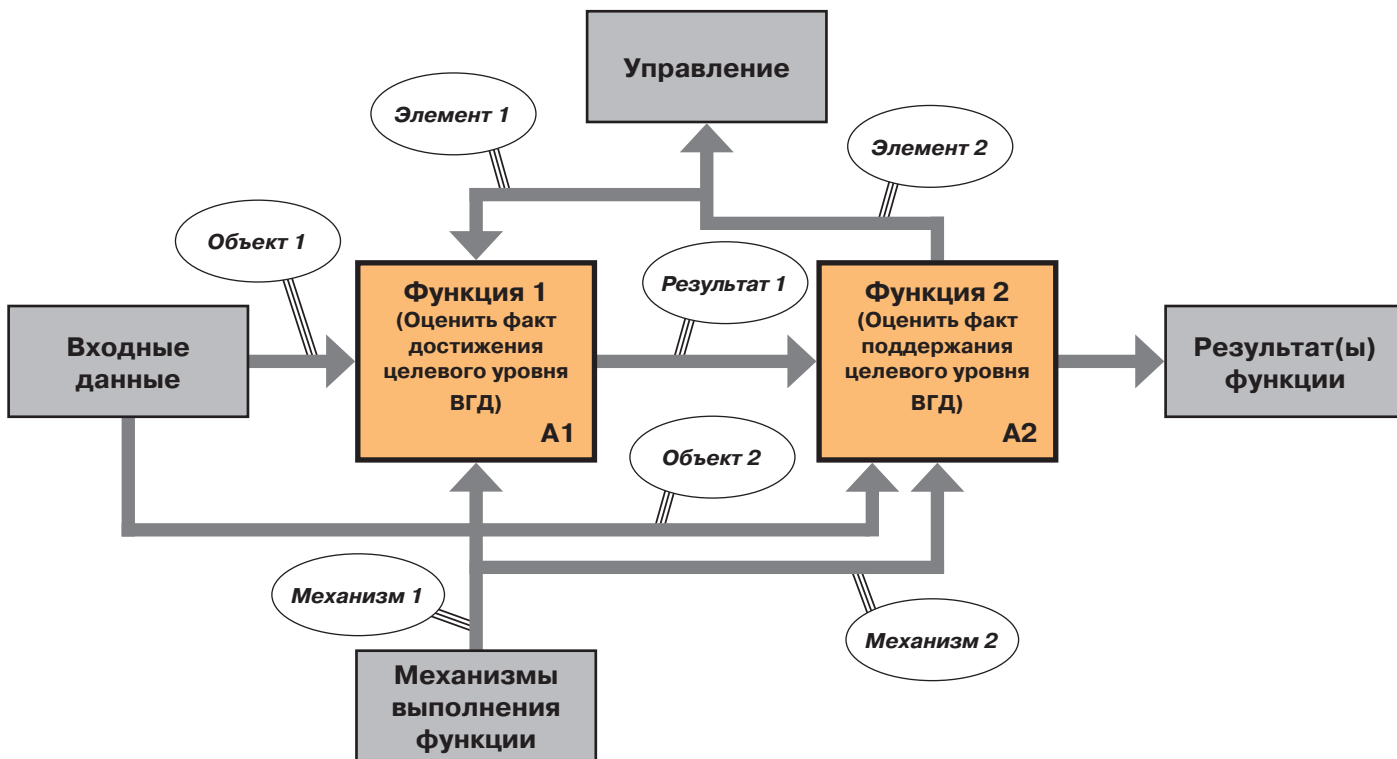 Управление
Элемент 1
Элемент 2
Объект 1
Результат 1
Входные
данные
Функция 1
(Оценить факт
достижения
целевого уровня
ВГД)
А1
Функция 2
(Оценить факт
поддержания
целевого уровня
ВГД)
А2
Результат(ы)
функции
Объект 2
Механизм 1
Механизм 2
Механизмы
выполнения
функции